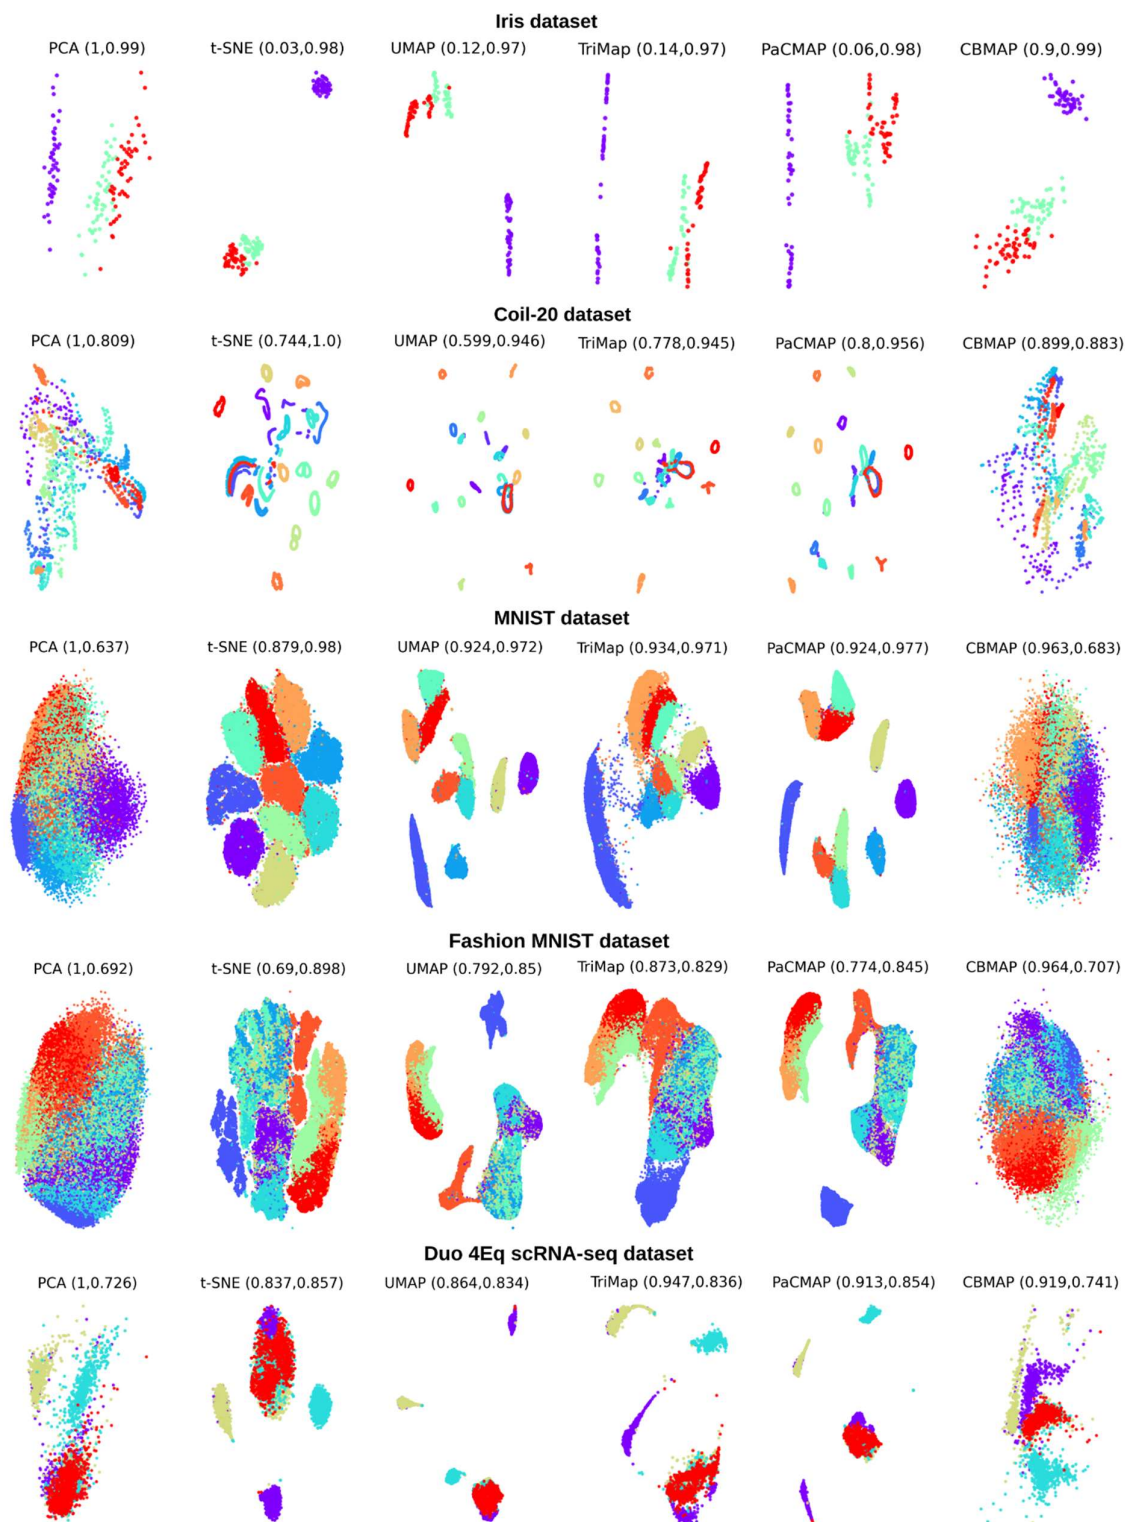 Iris dataset
PCA (1,0.99) t-SNE (0.03,0.98) UMAP (0.12,0.97) TriMap (0.14,0.97) PaCMAP (0.06,0.98) CBMAP (0.9,0.99)
Coil-20 dataset
PCA (1,0.809) t-SNE (0.744,1.0) UMAP (0.599,0.946) TriMap (0.778,0.945) PaCMAP (0.8,0.956) CBMAP (0.899,0.883)
MNIST dataset
PCA (1,0.637) t-SNE (0.879,0.98) UMAP (0.924,0.972) TriMap (0.934,0.971) PaCMAP (0.924,0.977) CBMAP (0.963,0.683)
Fashion MNIST dataset
PCA (1,0.692) t-SNE (0.69,0.898) UMAP (0.792,0.85) TriMap (0.873,0.829) PaCMAP (0.774,0.845) CBMAP (0.964,0.707)
Duo 4Eq scRNA-seq dataset
PCA (1,0.726) t-SNE (0.837,0.857) UMAP (0.864,0.834) TriMap (0.947,0.836) PaCMAP (0.913,0.854) CBMAP (0.919,0.741)